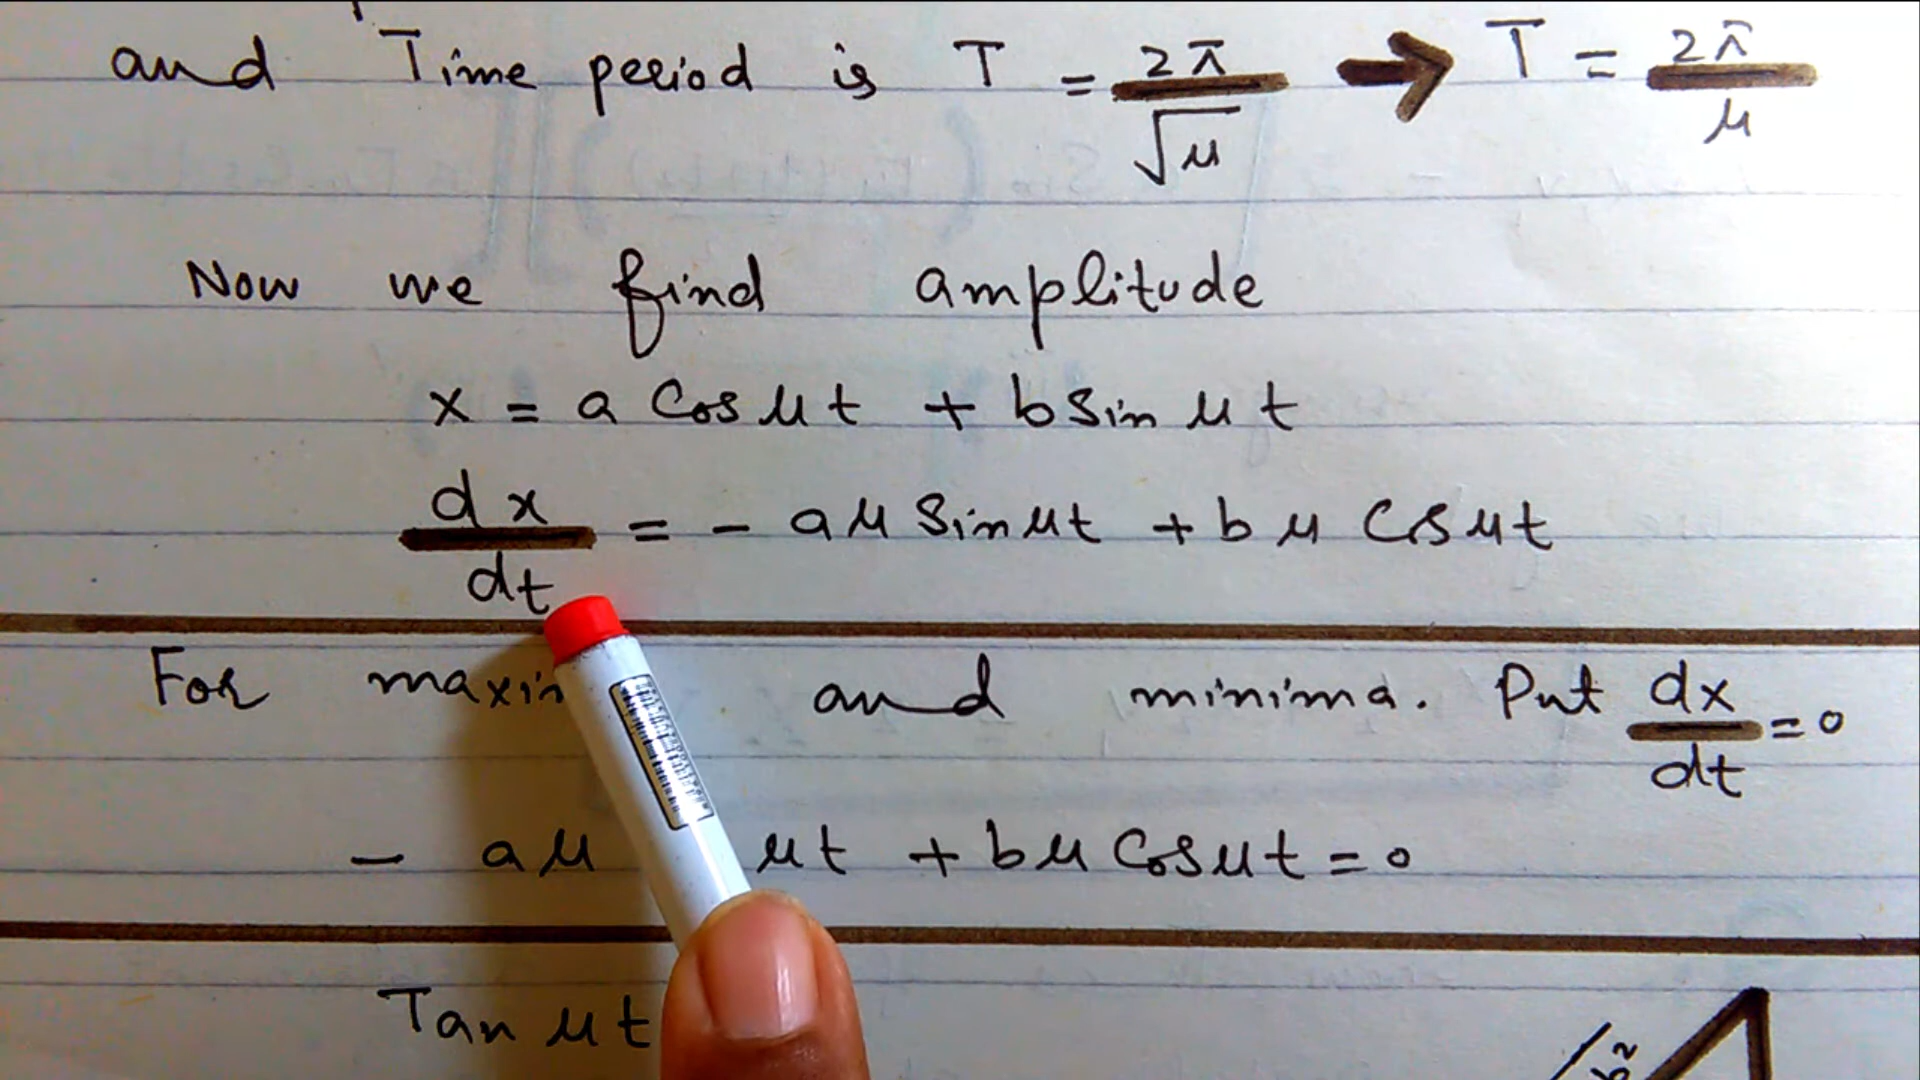 and Time period is T = 2π/√μ → T = 2π/μ
Now we find amplitude
x = a Cos μt + b Sin μt
dx/dt = - aμ Sin μt + bμ Cos μt
For and minima. Put dx/dt = 0
- aμ μt + bμ Cos μt = 0
Tan μt